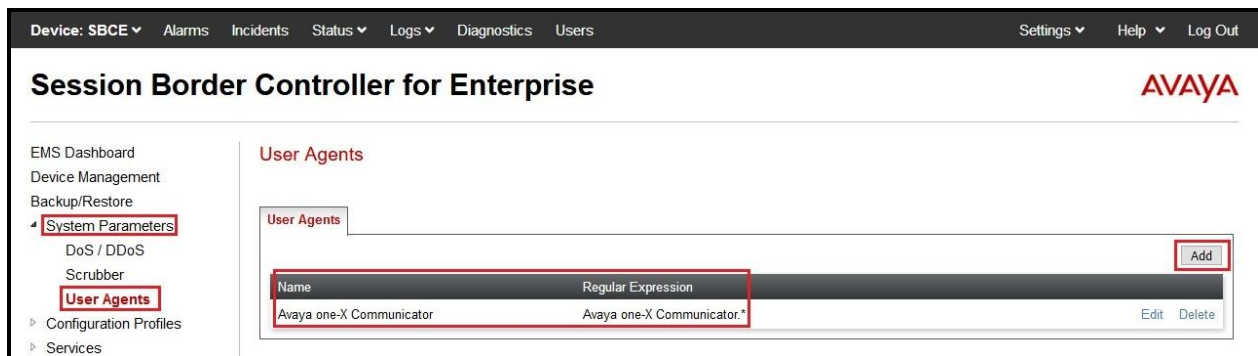 Device: SBCE Alarms Incidents Status Logs Diagnostics Users Settings Help Log Out
Session Border Controller for Enterprise
AVAYA
EMS Dashboard
Device Management
Backup/Restore
System Parameters
DoS / DDoS
Scrubber
User Agents
Configuration Profiles
Services
User Agents
User Agents
Add
Name Regular Expression
Avaya one-X Communicator Avaya one-X Communicator.* Edit Delete